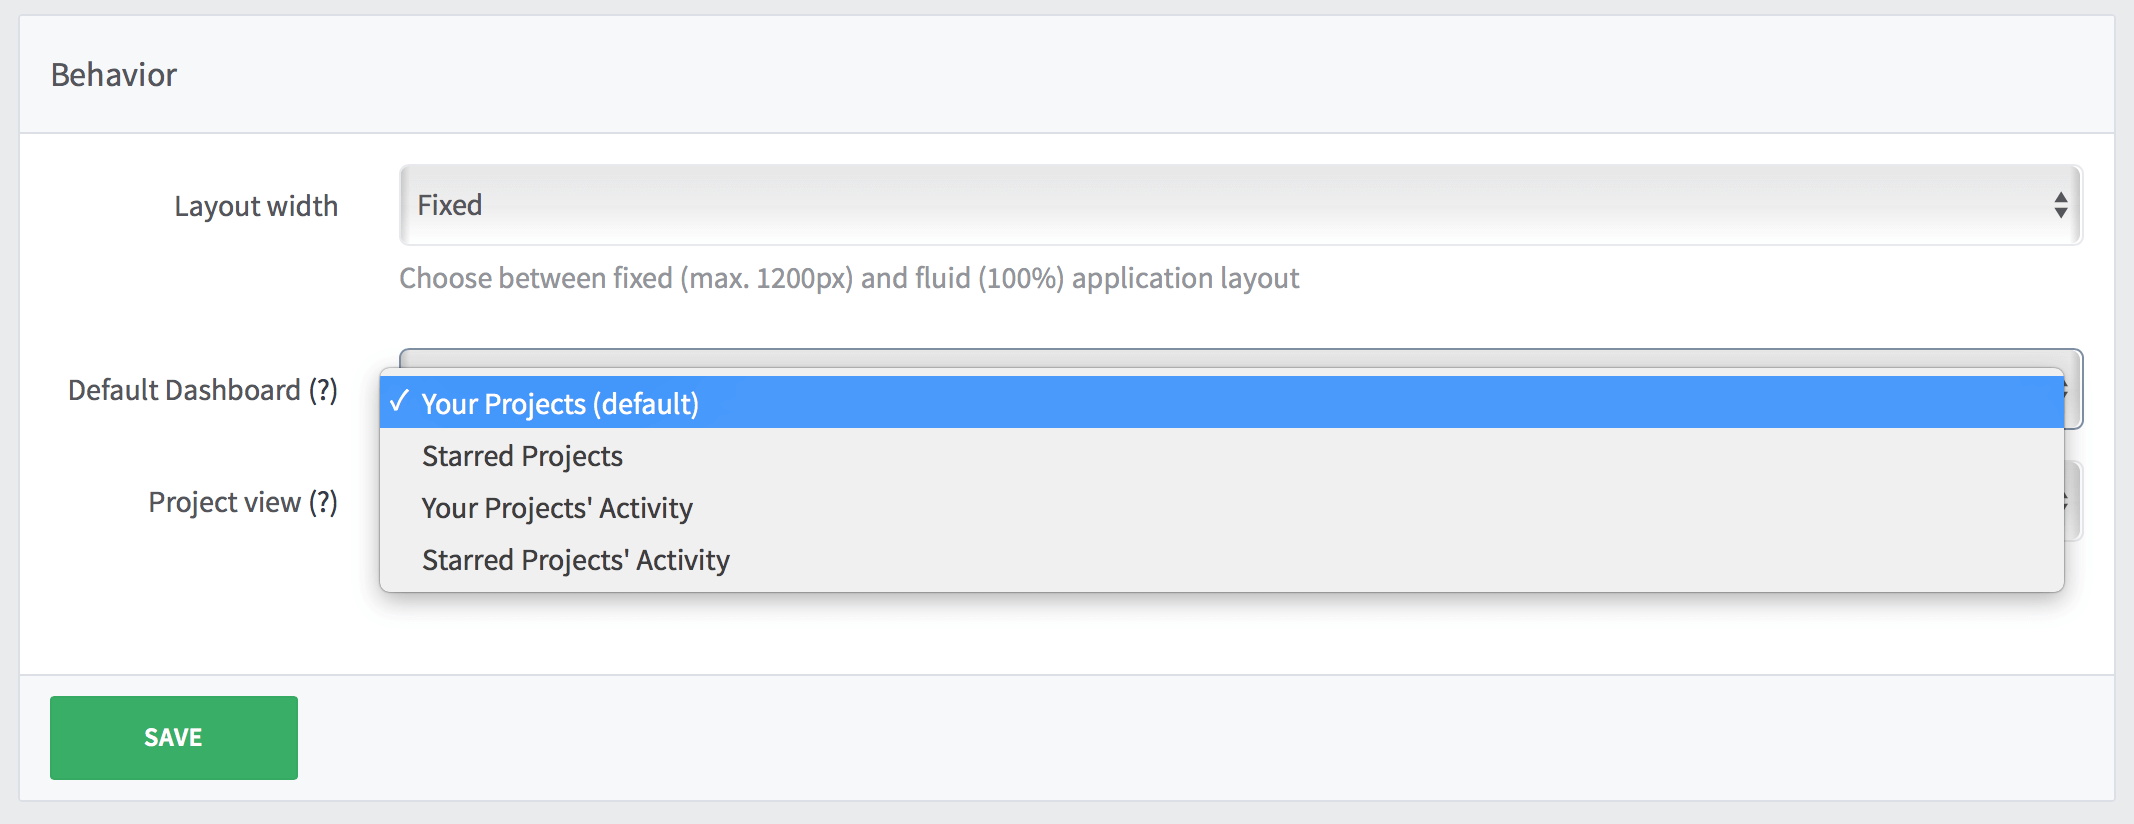 Behavior
Layout width
Fixed
Choose between fixed (max. 1200px) and fluid (100%) application layout
Default Dashboard (?)
✓ Your Projects (default)
Starred Projects
Project view (?)
Your Projects' Activity
Starred Projects' Activity
SAVE